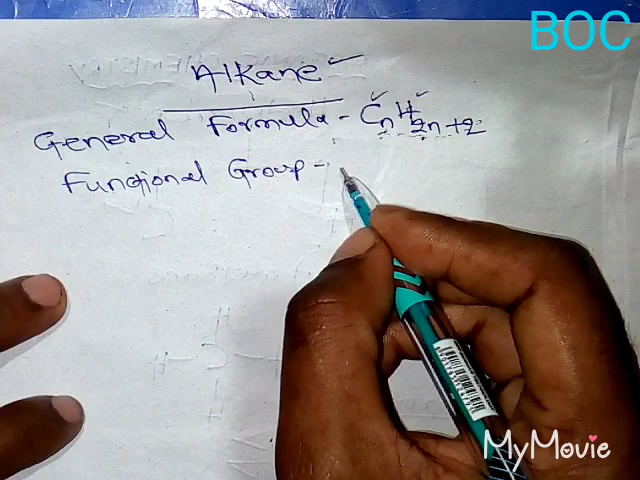 BOC
Alkane
General Formula - CnH2n+2
Functional Group -
MyMovie